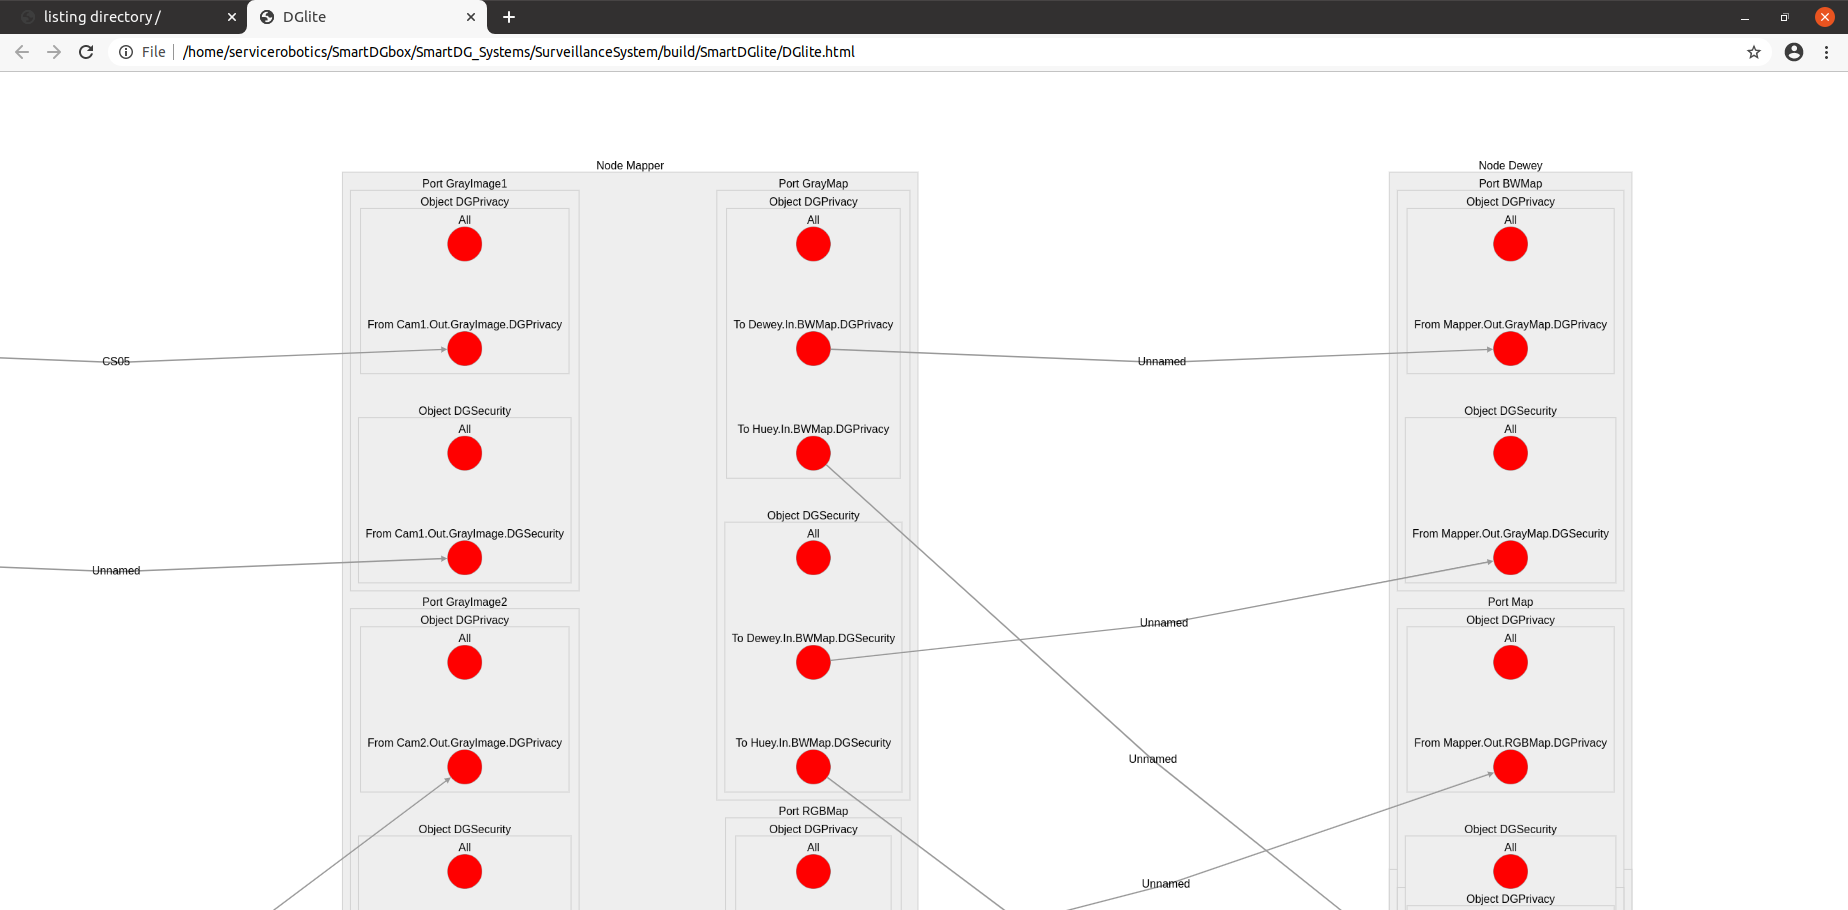 listing directory /
DGlite
File
/home/servicerobotics/SmartDGbox/SmartDG_Systems/SurveillanceSystem/build/SmartDGlite/DGlite.html
Node Mapper
Port GrayImage1
Object DGPrivacy
All
From Cam1.Out.GrayImage.DGPrivacy
CS05
Object DGSecurity
All
From Cam1.Out.GrayImage.DGSecurity
Unnamed
Port GrayImage2
Object DGPrivacy
All
From Cam2.Out.GrayImage.DGPrivacy
Object DGSecurity
All
Port GrayMap
Object DGPrivacy
All
To Dewey.In.BWMap.DGPrivacy
To Huey.In.BWMap.DGPrivacy
Object DGSecurity
All
To Dewey.In.BWMap.DGSecurity
To Huey.In.BWMap.DGSecurity
Port RGBMap
Object DGPrivacy
All
Unnamed
Unnamed
Unnamed
Unnamed
Node Dewey
Port BWMap
Object DGPrivacy
All
From Mapper.Out.GrayMap.DGPrivacy
Object DGSecurity
All
From Mapper.Out.GrayMap.DGSecurity
Port Map
Object DGPrivacy
All
From Mapper.Out.RGBMap.DGPrivacy
Object DGSecurity
All
Object DGPrivacy